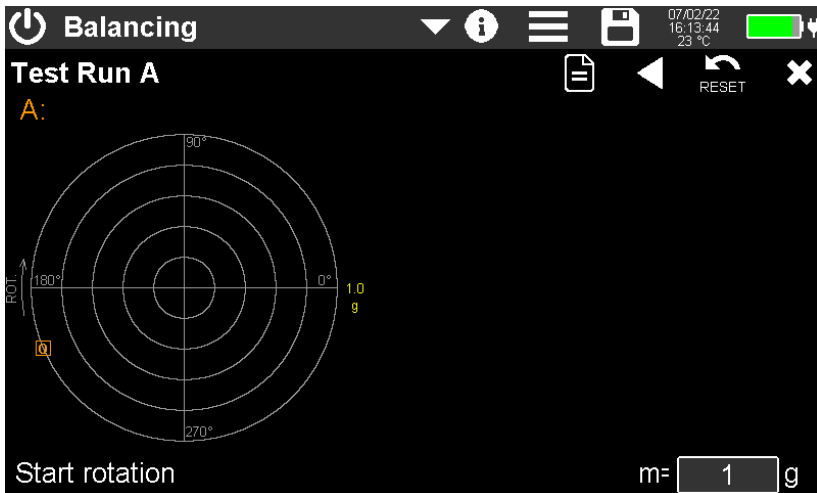 Balancing
07/02/22
16:13:44
23 °C
Test Run A
RESET
A:
90°
180°
0°
1.0
g
ROT.
0
270°
Start rotation
m= 1 g